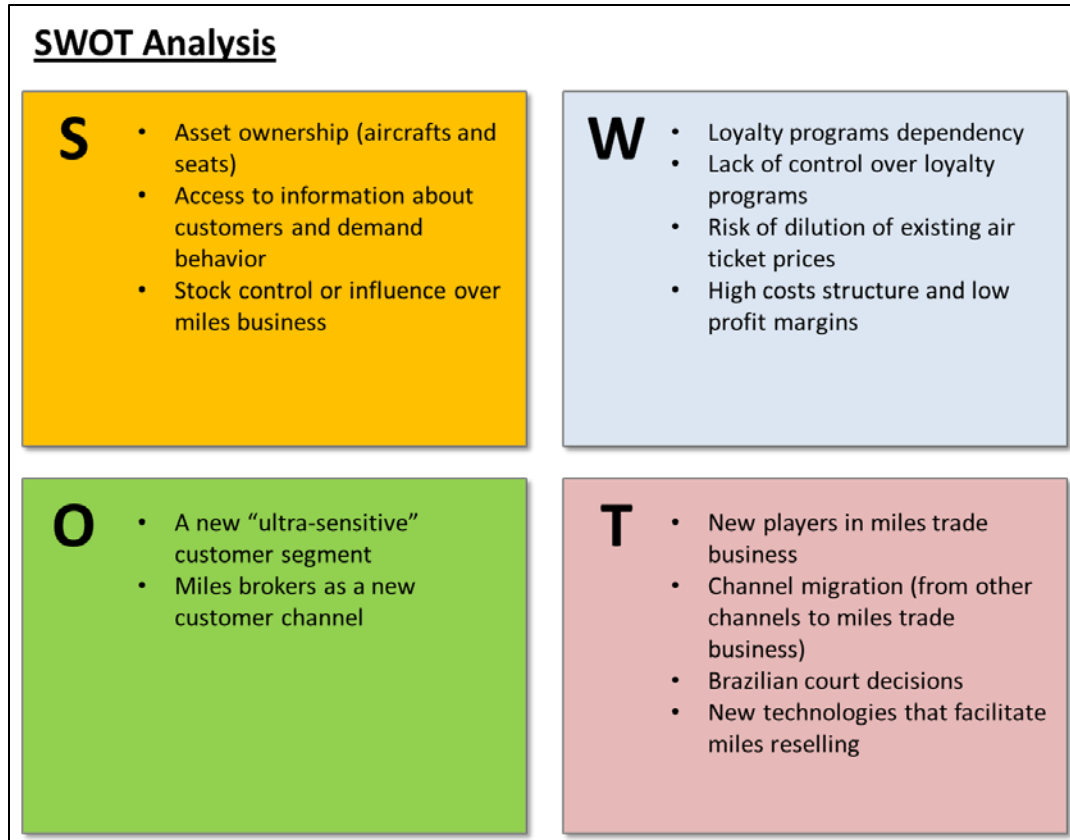 SWOT Analysis
S
• Asset ownership (aircrafts and
seats)
• Access to information about
customers and demand
behavior
• Stock control or influence over
miles business
W
• Loyalty programs dependency
• Lack of control over loyalty
programs
• Risk of dilution of existing air
ticket prices
• High costs structure and low
profit margins
O
• A new “ultra-sensitive”
customer segment
• Miles brokers as a new
customer channel
T
• New players in miles trade
business
• Channel migration (from other
channels to miles trade
business)
• Brazilian court decisions
• New technologies that facilitate
miles reselling